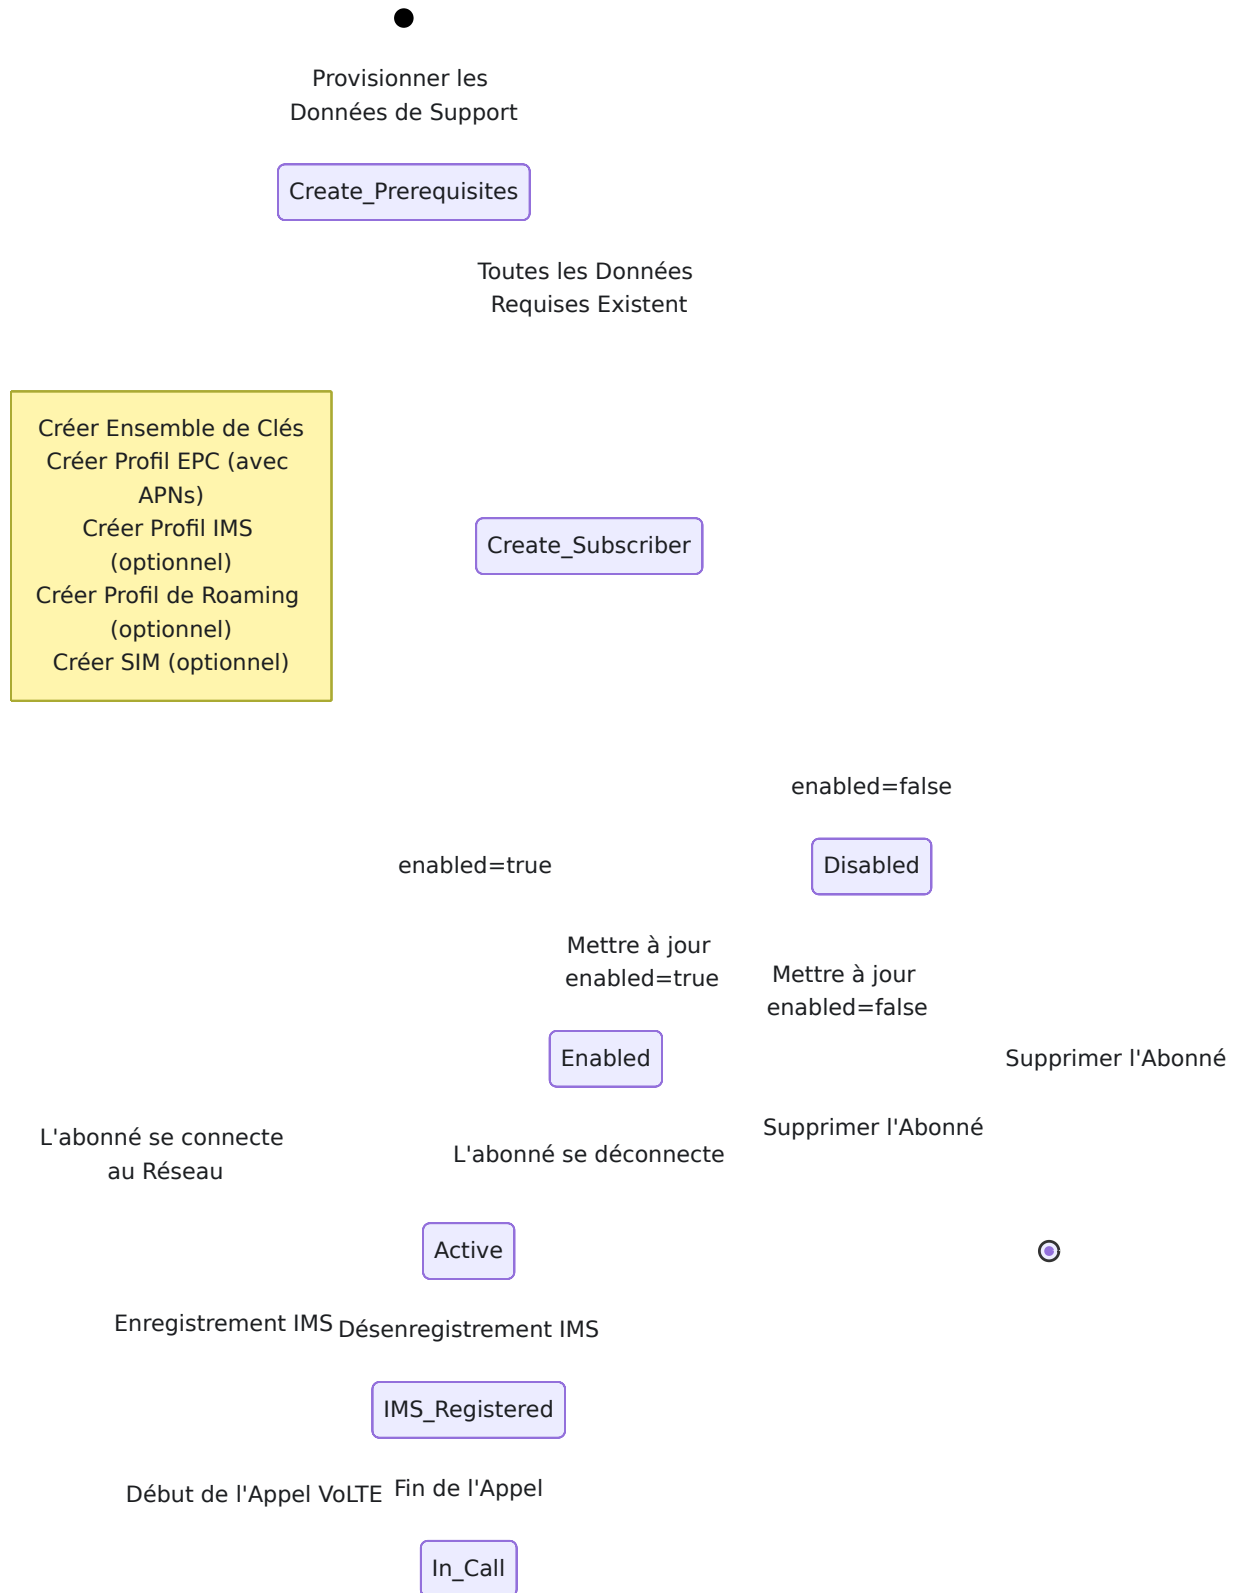 Provisionner les
Données de Support
Create_Prerequisites
Toutes les Données
Requises Existent
Créer Ensemble de Clés
Créer Profil EPC (avec
APNs)
Créer Profil IMS
(optionnel)
Créer Profil de Roaming
(optionnel)
Créer SIM (optionnel)
Create_Subscriber
enabled=false
enabled=true
Disabled
Mettre à jour
enabled=true
Mettre à jour
enabled=false
Enabled
Supprimer l'Abonné
Supprimer l'Abonné
L'abonné se connecte
au Réseau
L'abonné se déconnecte
Active
Enregistrement IMS
Désenregistrement IMS
IMS_Registered
Début de l'Appel VoLTE
Fin de l'Appel
In_Call